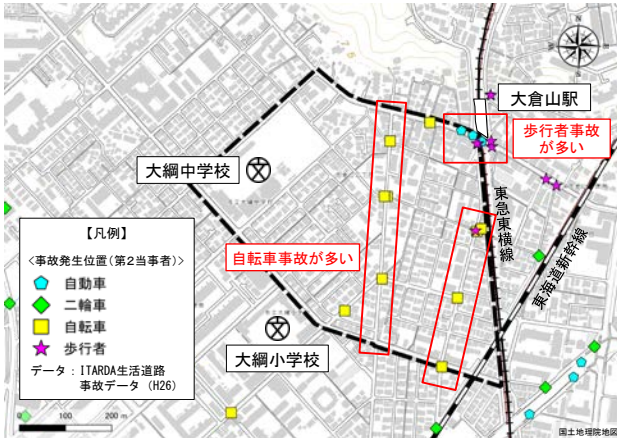 大倉山駅
歩行者事故
が多い
大綱中学校
東急東横線
自転車事故が多い
東海道新幹線
大綱小学校
【凡例】
<事故発生位置(第2当事者)>
自動車
二輪車
自転車
歩行者
データ：ITARDA生活道路
事故データ（H26）
0 100 200 m
国土地理院地図